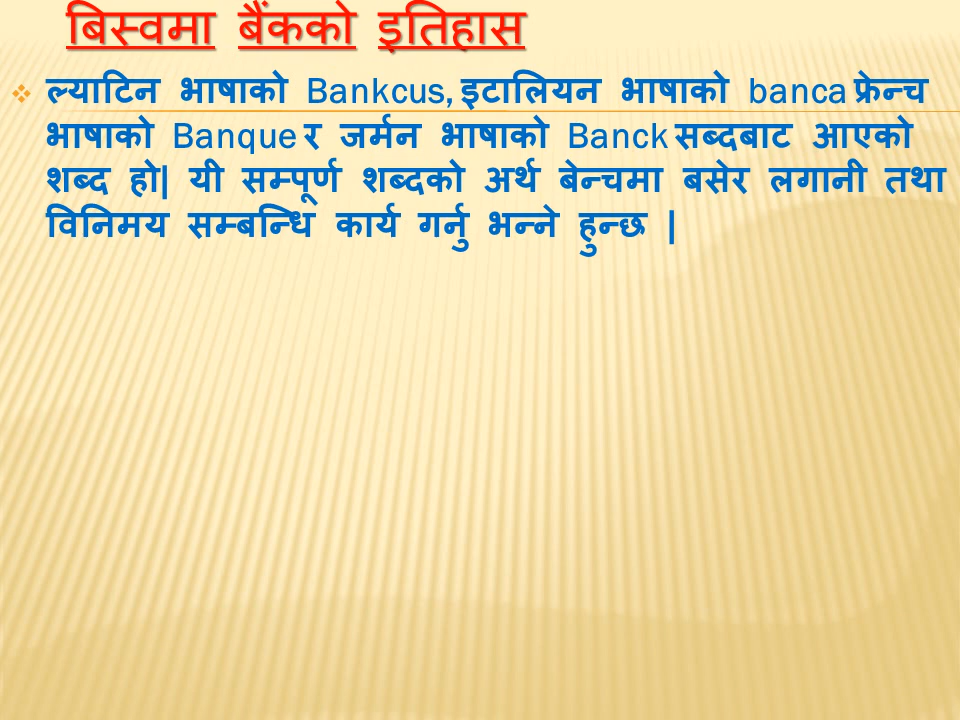 बिस्वमा बैंकको इतिहास
ल्याटिन भाषाको Bankcus, इटालियन भाषाको banca फ्रेन्च
भाषाको Banque र जर्मन भाषाको Banck सब्दबाट आएको
शब्द हो| यी सम्पूर्ण शब्दको अर्थ बेन्चमा बसेर लगानी तथा
विनिमय सम्बन्धि कार्य गर्नु भन्ने हुन्छ |